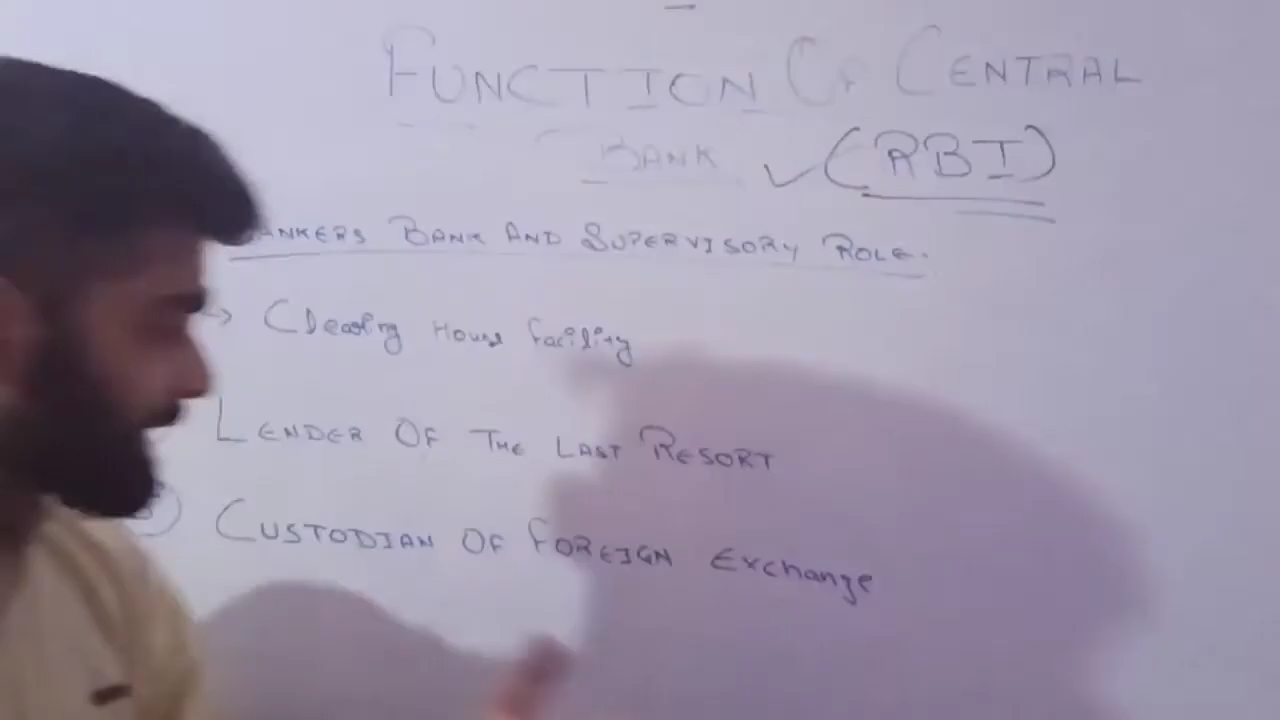 FUNCTION OF CENTRAL
BANK ✓ (RBI)
ANKERS BANK AND SUPERVISORY ROLE.
→ Clearing House facility
LENDER OF THE LAST RESORT
CUSTODIAN OF FOREIGN Exchange